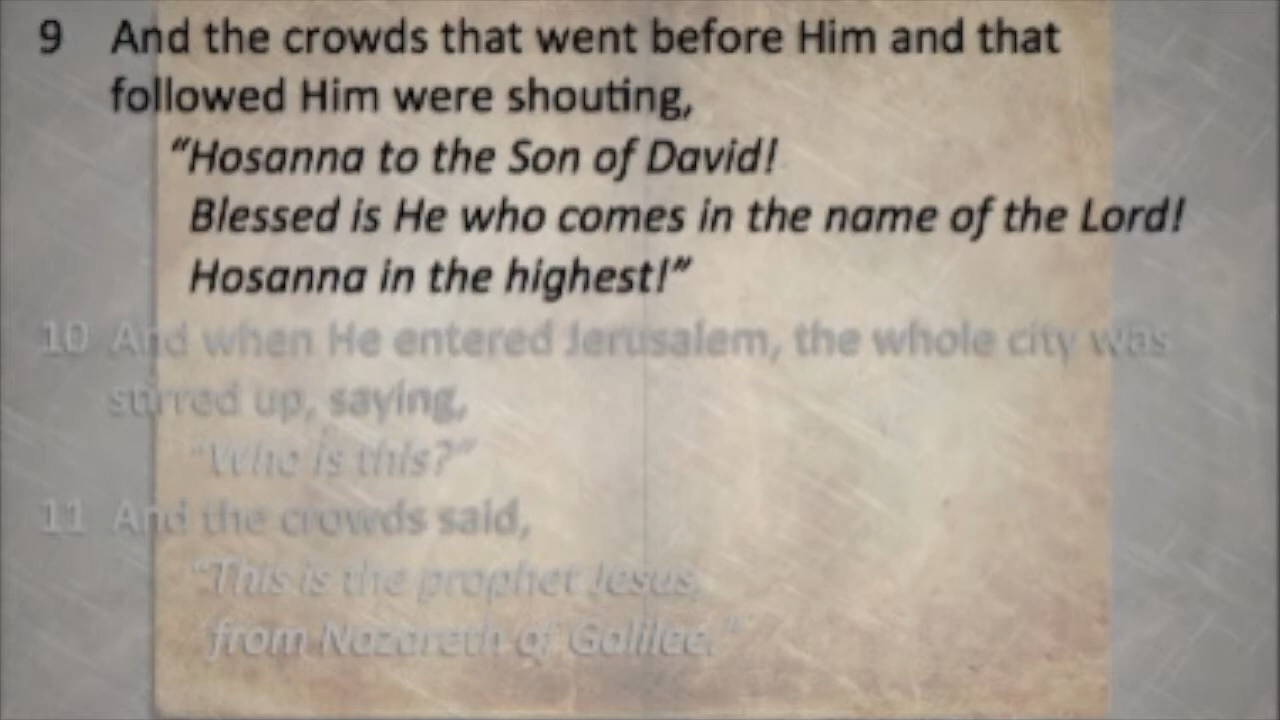 9 And the crowds that went before Him and that
followed Him were shouting,
“Hosanna to the Son of David!
Blessed is He who comes in the name of the Lord!
Hosanna in the highest!”
10 And when He entered Jerusalem, the whole city was
stirred up, saying,
“Who is this?”
11 And the crowds said,
“This is the prophet Jesus,
from Nazareth of Galilee.”